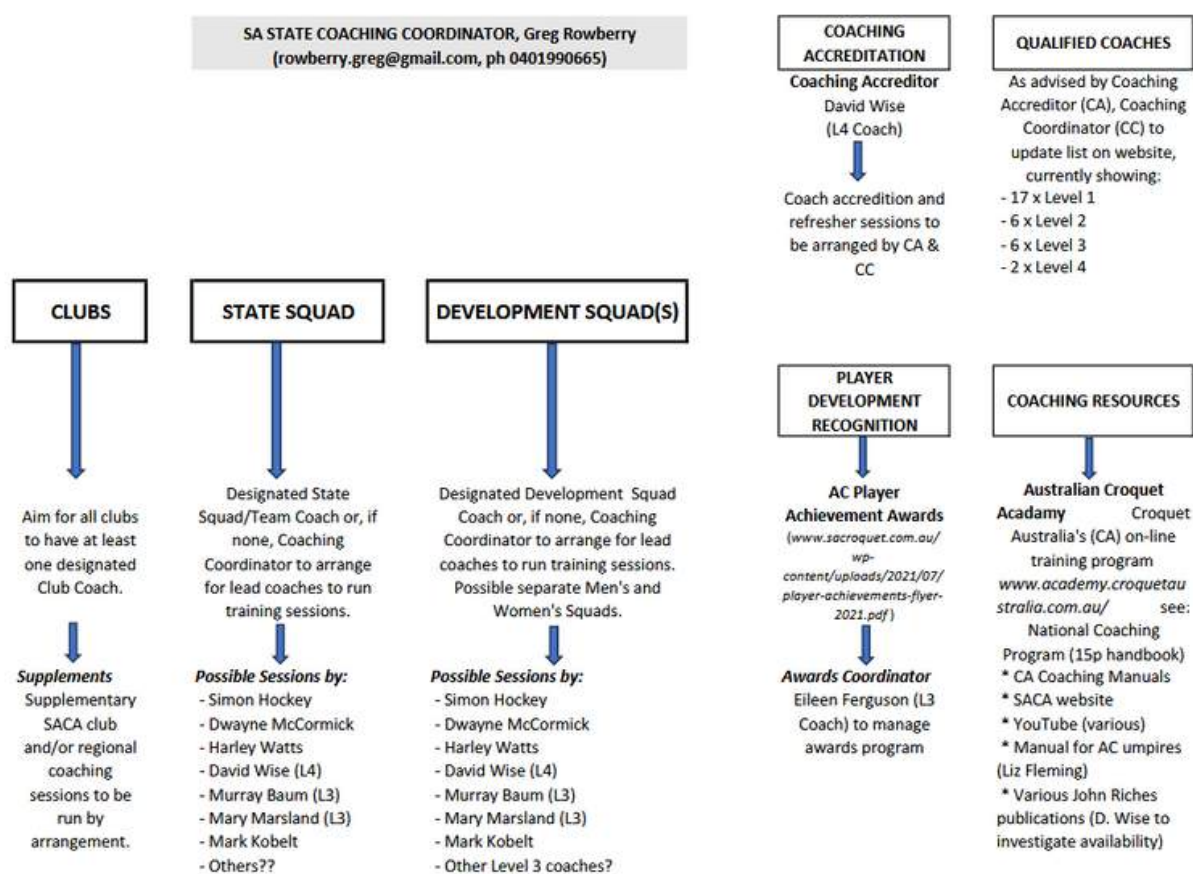 SA STATE COACHING COORDINATOR, Greg Rowberry
(rowberry.greg@gmail.com, ph 0401990665)
COACHING
ACCREDITATION
Coaching Accreditor
David Wise
(L4 Coach)
Coach accredition and
refresher sessions to
be arranged by CA &
CC
QUALIFIED COACHES
As advised by Coaching
Accreditor (CA), Coaching
Coordinator (CC) to
update list on website,
currently showing:
- 17 x Level 1
- 6 x Level 2
- 6 x Level 3
- 2 x Level 4
CLUBS
Aim for all clubs
to have at least
one designated
Club Coach.
Supplements
Supplementary
SACA club
and/or regional
coaching
sessions to be
run by
arrangement.
STATE SQUAD
Designated State
Squad/Team Coach or, if
none, Coaching
Coordinator to arrange
for lead coaches to run
training sessions.
Possible Sessions by:
- Simon Hockey
- Dwayne McCormick
- Harley Watts
- David Wise (L4)
- Murray Baum (L3)
- Mary Marsland (L3)
- Mark Kobelt
- Others??
DEVELOPMENT SQUAD(S)
Designated Development Squad
Coach or, if none, Coaching
Coordinator to arrange for lead
coaches to run training sessions.
Possible separate Men's and
Women's Squads.
Possible Sessions by:
- Simon Hockey
- Dwayne McCormick
- Harley Watts
- David Wise (L4)
- Murray Baum (L3)
- Mary Marsland (L3)
- Mark Kobelt
- Other Level 3 coaches?
PLAYER
DEVELOPMENT
RECOGNITION
AC Player
Achievement Awards
(www.sacroquet.com.au/
wp-
content/uploads/2021/07/
player-achievements-flyer-
2021.pdf)
Awards Coordinator
Eileen Ferguson (L3
Coach) to manage
awards program
COACHING RESOURCES
Australian Croquet
Acadamy Croquet
Australia's (CA) on-line
training program
www.academy.croquetau
stralia.com.au/ see:
National Coaching
Program (15p handbook)
* CA Coaching Manuals
* SACA website
* YouTube (various)
* Manual for AC umpires
(Liz Fleming)
* Various John Riches
publications (D. Wise to
investigate availability)